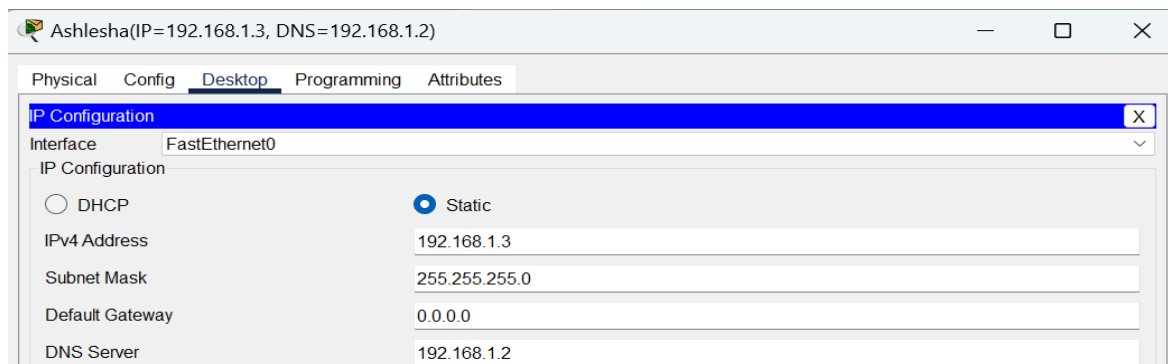 Ashlesha(IP=192.168.1.3, DNS=192.168.1.2)
Physical Config Desktop Programming Attributes
IP Configuration X
Interface FastEthernet0
IP Configuration
DHCP Static
IPv4 Address 192.168.1.3
Subnet Mask 255.255.255.0
Default Gateway 0.0.0.0
DNS Server 192.168.1.2